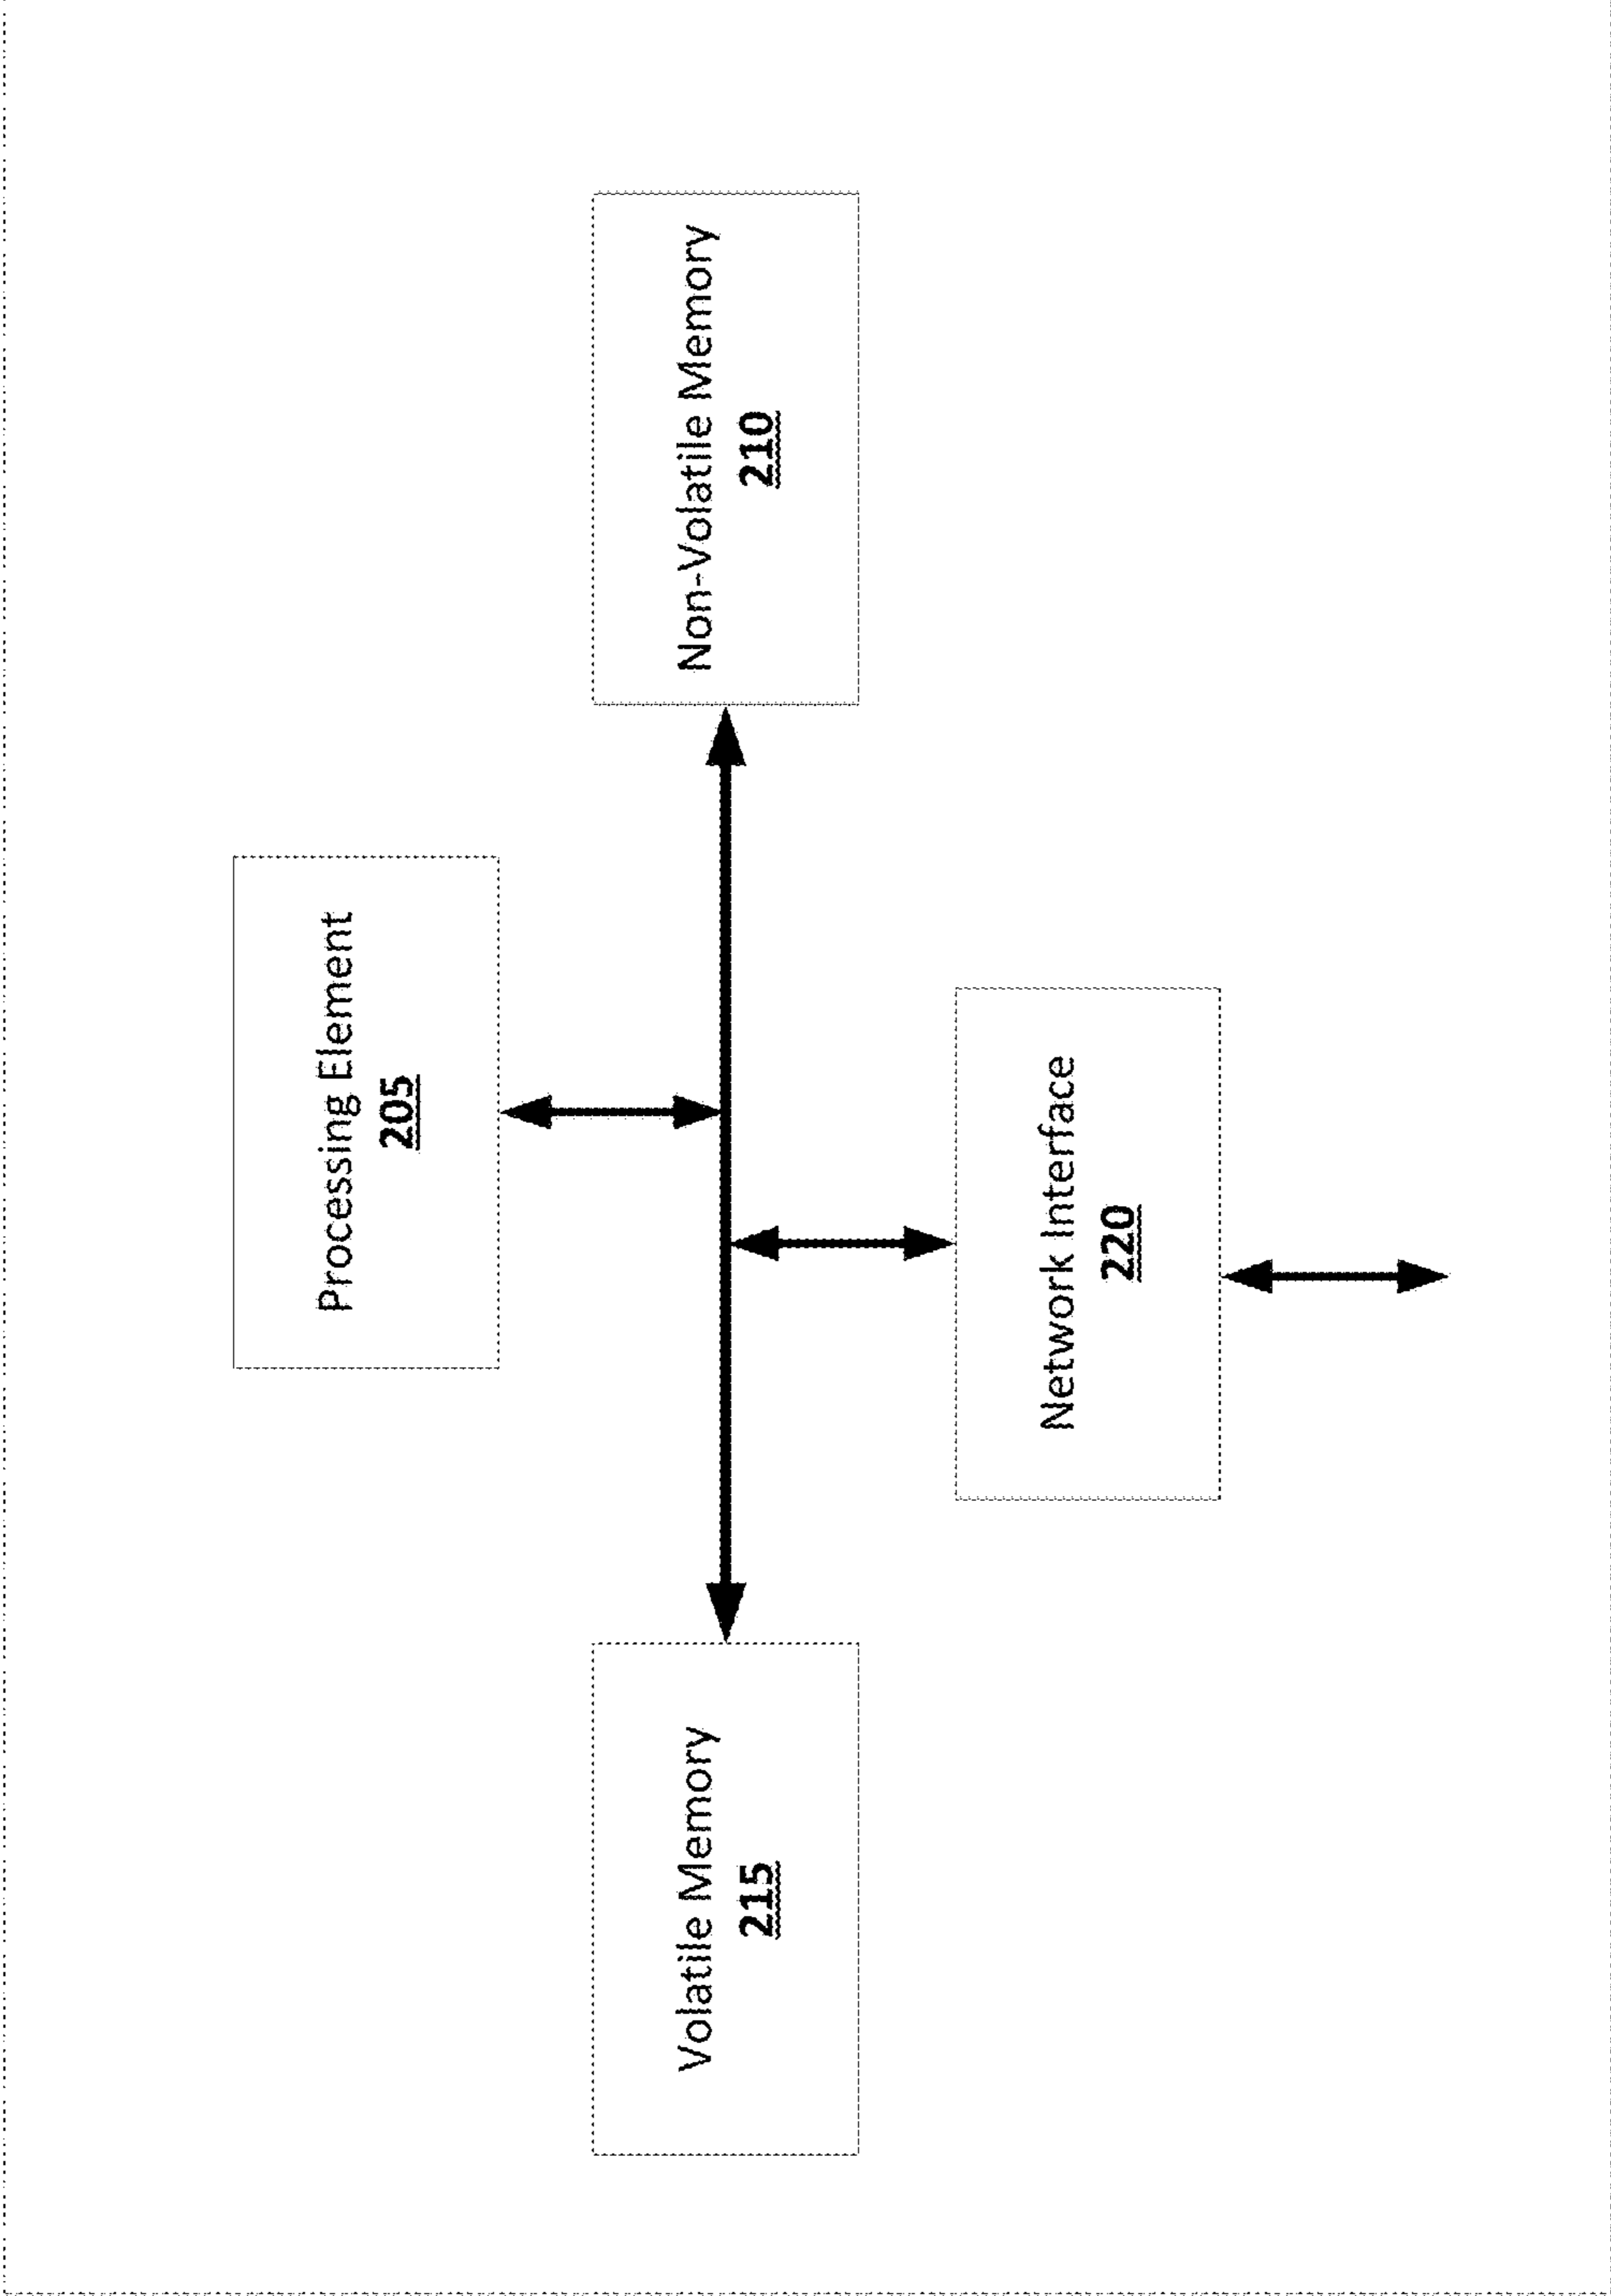 Processing Element
205
Volatile Memory
215
Non-Volatile Memory
210
Network Interface
220